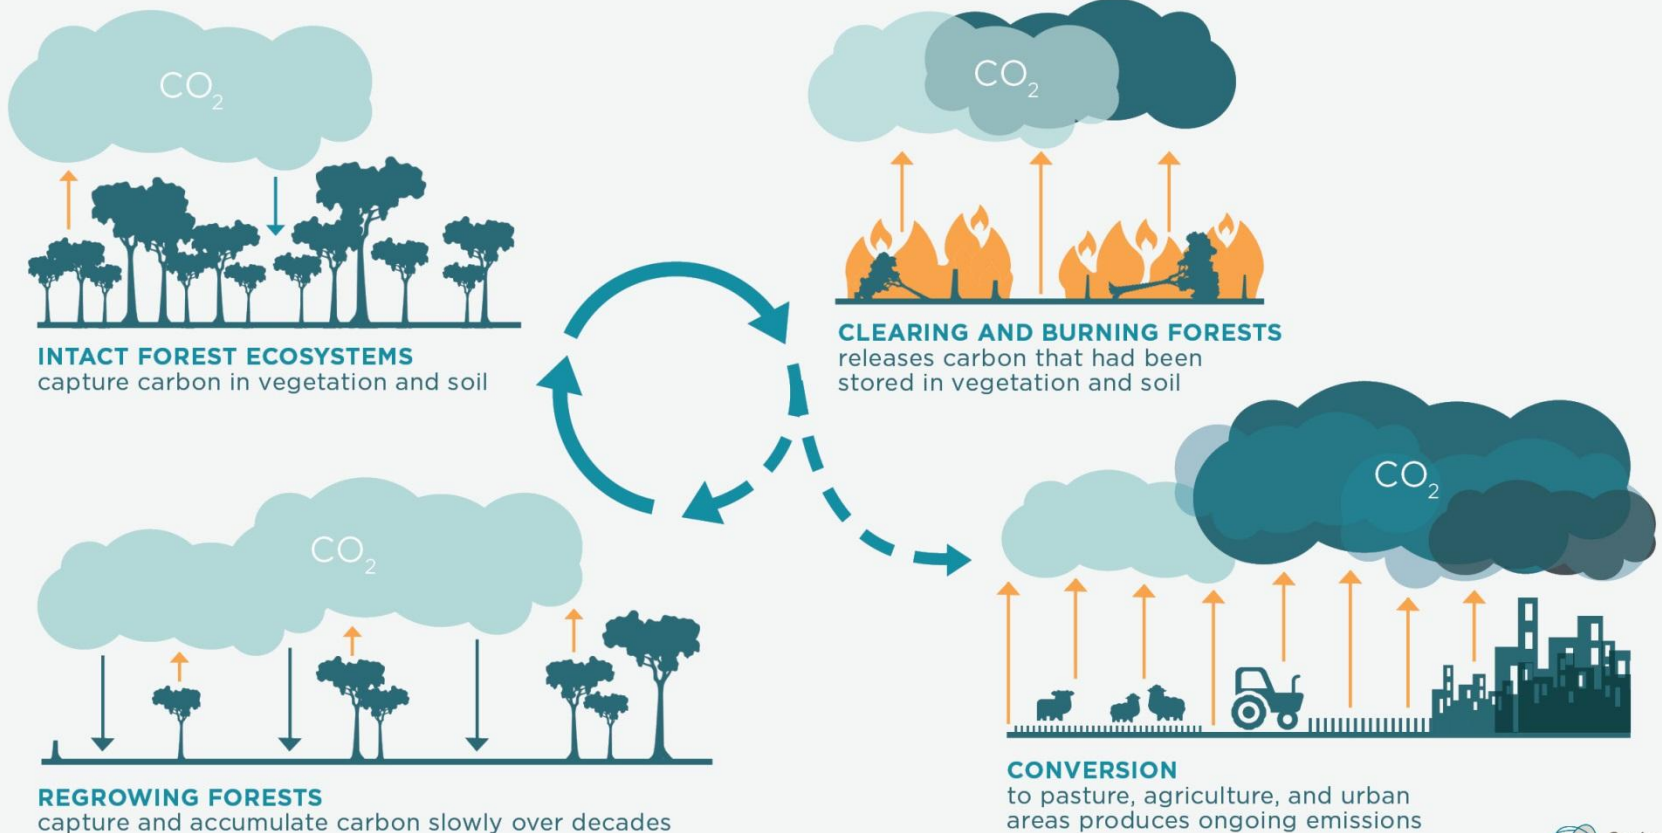 CO₂
INTACT FOREST ECOSYSTEMS
capture carbon in vegetation and soil
CO₂
CLEARING AND BURNING FORESTS
releases carbon that had been
stored in vegetation and soil
CO₂
REGROWING FORESTS
capture and accumulate carbon slowly over decades
CO₂
CONVERSION
to pasture, agriculture, and urban
areas produces ongoing emissions